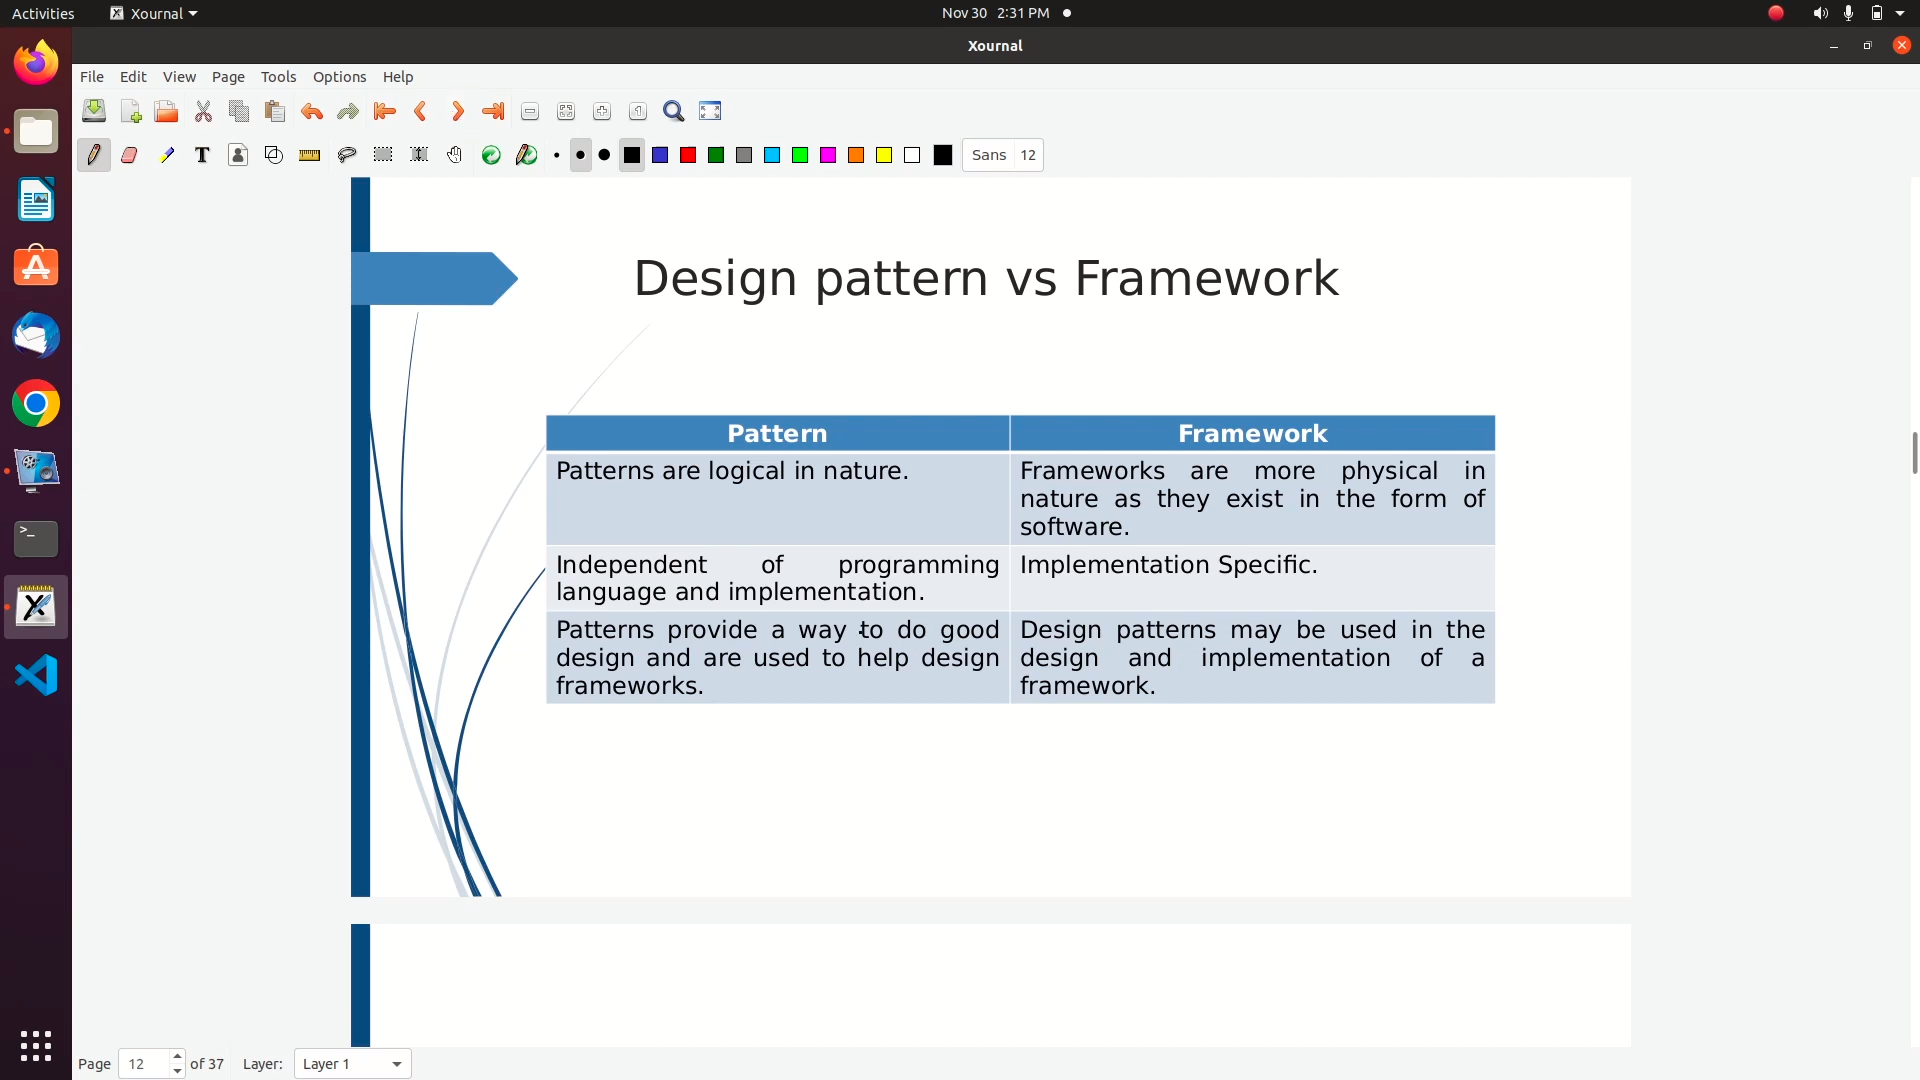 Activities
Xournal
Nov 30 2:31 PM
Xournal
File Edit View Page Tools Options Help
Sans 12
Design pattern vs Framework
Pattern
Framework
Patterns are logical in nature.
Frameworks are more physical in
nature as they exist in the form of
software.
Independent of programming
language and implementation.
Implementation Specific.
Patterns provide a way to do good
design and are used to help design
frameworks.
Design patterns may be used in the
design and implementation of a
framework.
Page 12 of 37 Layer: Layer 1